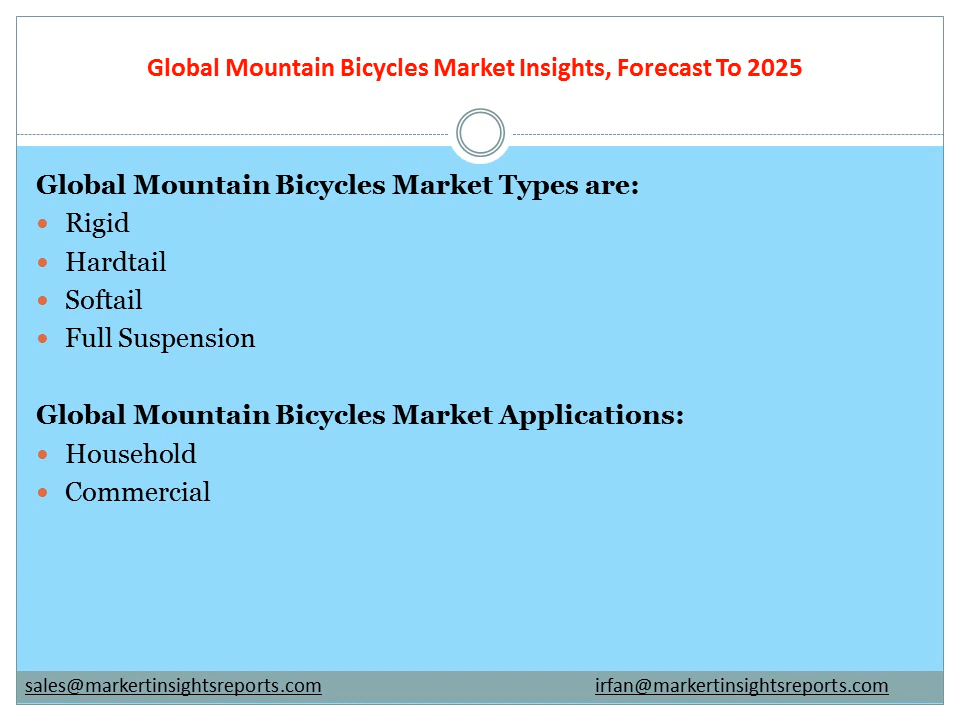 Global Mountain Bicycles Market Insights, Forecast To 2025
Global Mountain Bicycles Market Types are:
Rigid
Hardtail
Softail
Full Suspension
Global Mountain Bicycles Market Applications:
Household
Commercial
sales@markertinsightsreports.com
irfan@markertinsightsreports.com